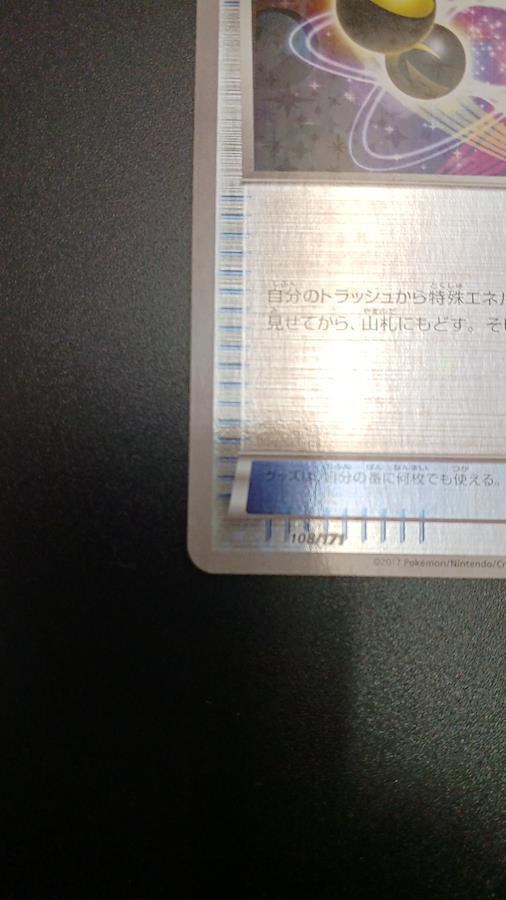 自分のトラッシュから特殊エネル
見せてから、山札にもどす。そ
グッズは、自分の番に何枚でも使える。
108/171
©2017 Pokémon/Nintendo/Cr